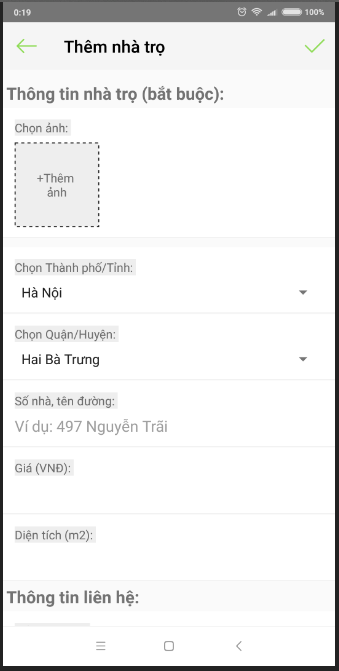 0:19 100%
Thêm nhà trọ
Thông tin nhà trọ (bắt buộc):
Chọn ảnh:
+Thêm
ảnh
Chọn Thành phố/Tỉnh:
Hà Nội
Chọn Quận/Huyện:
Hai Bà Trưng
Số nhà, tên đường:
Ví dụ: 497 Nguyễn Trãi
Giá (VNĐ):
Diện tích (m2):
Thông tin liên hệ: